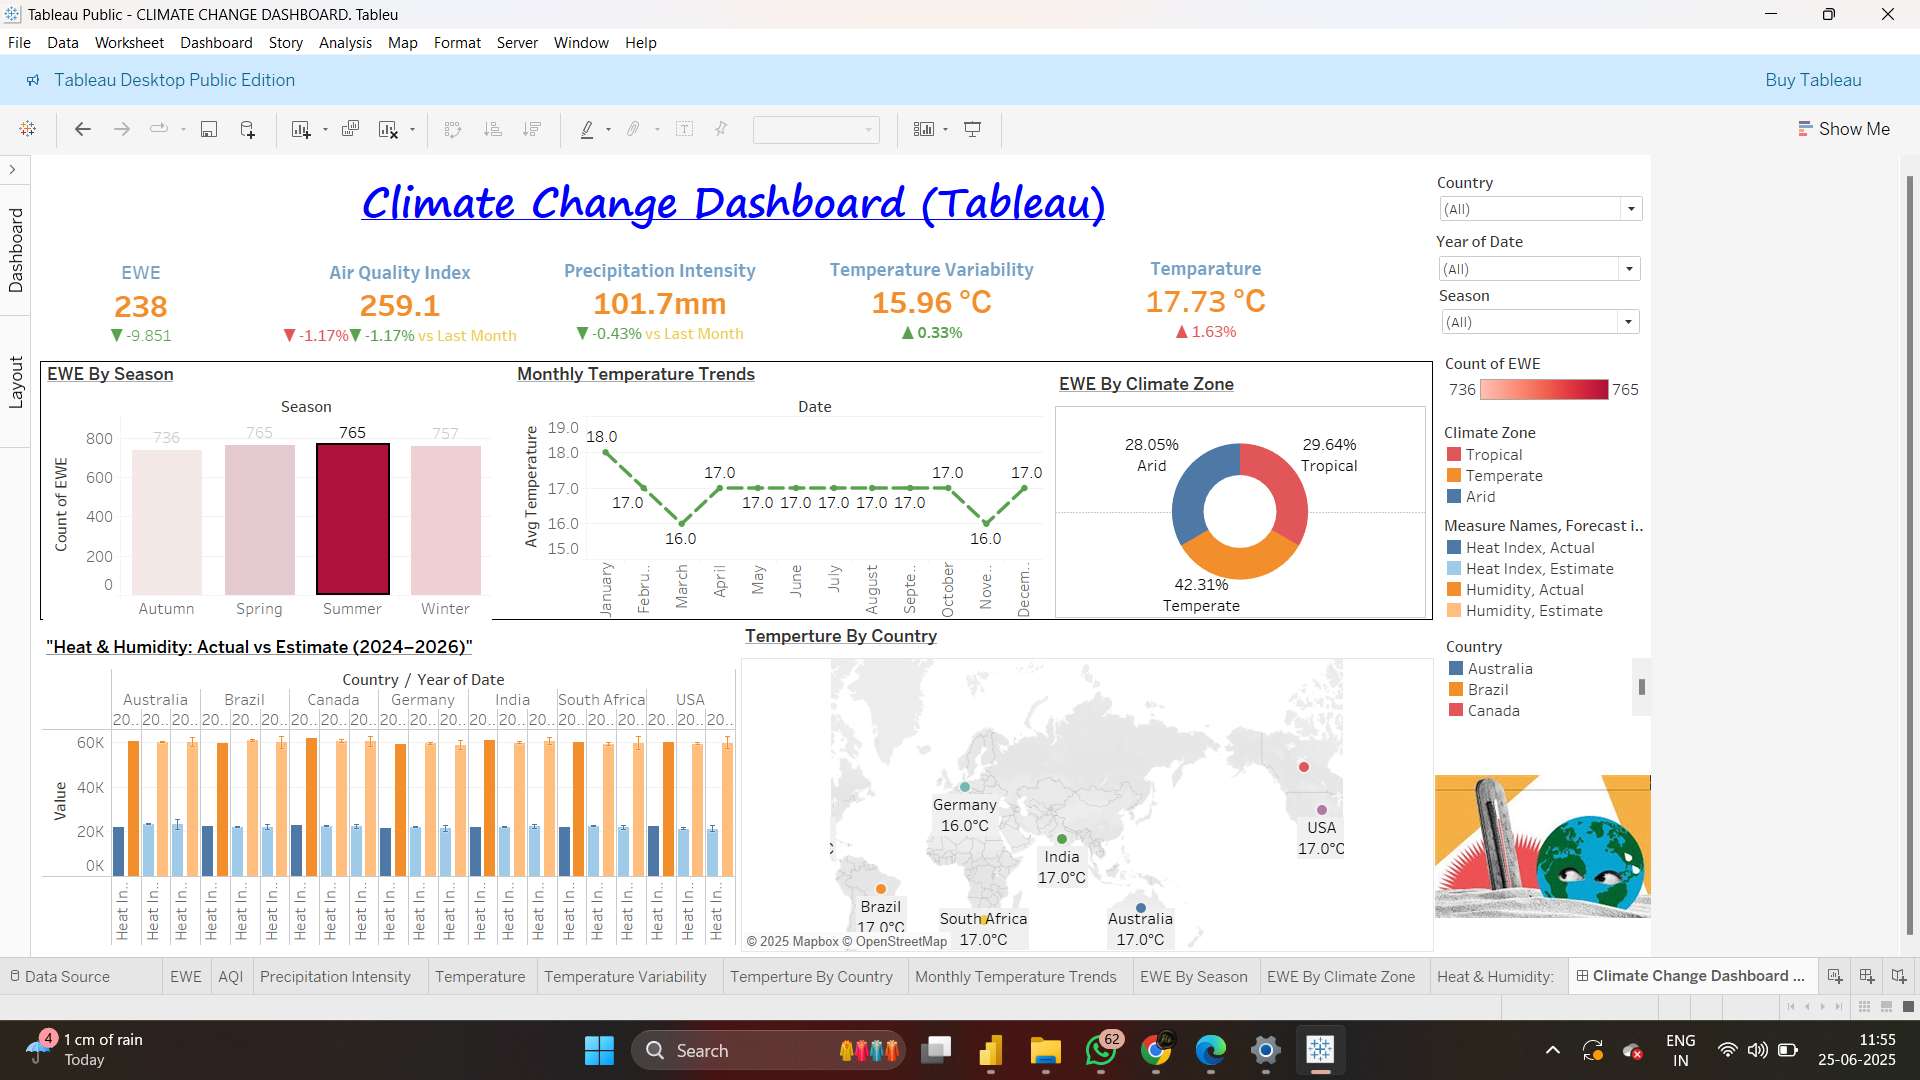 Tableau Public - CLIMATE CHANGE DASHBOARD. Tableu
File Data Worksheet Dashboard Story Analysis Map Format Server Window Help
Tableau Desktop Public Edition
Buy Tableau
Show Me
Dashboard
Layout
Climate Change Dashboard (Tableau)
EWE
238
▼ -9.851
Air Quality Index
259.1
▼ -1.17%▼ -1.17% vs Last Month
Precipitation Intensity
101.7mm
▼ -0.43% vs Last Month
Temperature Variability
15.96 °C
▲ 0.33%
Temparature
17.73 °C
▲ 1.63%
Country
(All)
Year of Date
(All)
Season
(All)
Count of EWE
736 765
Climate Zone
Tropical
Temperate
Arid
Measure Names, Forecast i..
Heat Index, Actual
Heat Index, Estimate
Humidity, Actual
Humidity, Estimate
Country
Australia
Brazil
Canada
EWE By Season
Season
Count of EWE
800
600
400
200
0
736 765 765 757
Autumn Spring Summer Winter
Monthly Temperature Trends
Date
Avg Temperature
19.0
18.0
17.0
16.0
15.0
18.0 17.0 16.0 17.0 17.0 17.0 17.0 17.0 17.0 17.0 16.0 17.0
January Febru.. March April May June July August Septe.. October Nove.. Decem..
EWE By Climate Zone
28.05%
Arid
29.64%
Tropical
42.31%
Temperate
"Heat & Humidity: Actual vs Estimate (2024–2026)"
Country / Year of Date
Australia Brazil Canada Germany India South Africa USA
20.. 20.. 20.. 20.. 20.. 20.. 20.. 20.. 20.. 20.. 20.. 20.. 20.. 20.. 20.. 20.. 20.. 20.. 20.. 20.. 20..
Value
60K
40K
20K
0K
Heat In.. Heat In.. Heat In.. Heat In.. Heat In.. Heat In.. Heat In.. Heat In.. Heat In.. Heat In.. Heat In.. Heat In.. Heat In.. Heat In.. Heat In.. Heat In.. Heat In.. Heat In.. Heat In.. Heat In.. Heat In..
Temperture By Country
Germany
16.0°C
India
17.0°C
USA
17.0°C
Brazil
17.0°C
South Africa
17.0°C
Australia
17.0°C
© 2025 Mapbox © OpenStreetMap
Data Source EWE AQI Precipitation Intensity Temperature Temperature Variability Temperture By Country Monthly Temperature Trends EWE By Season EWE By Climate Zone Heat & Humidity: Climate Change Dashboard ...
4
1 cm of rain
Today
Search
62
ENG
IN
11:55
25-06-2025